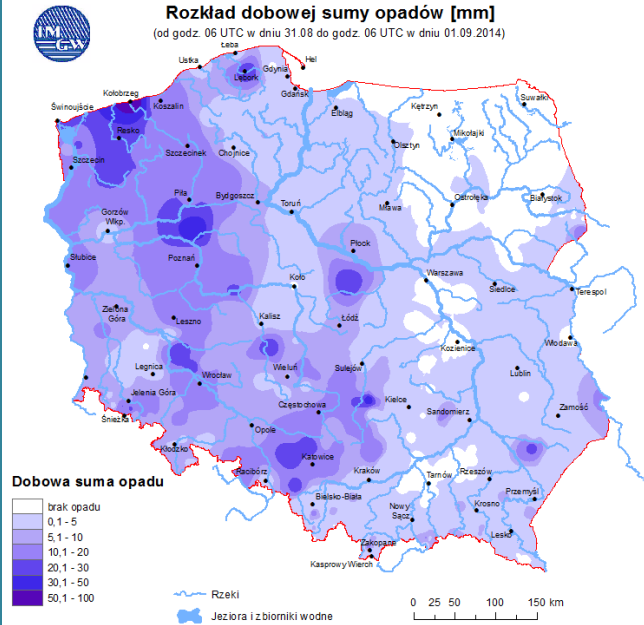 IMGW
Rozkład dobowej sumy opadów [mm]
(od godz. 06 UTC w dniu 31.08 do godz. 06 UTC w dniu 01.09.2014)
Łeba
Ustka
Hel
Lębork
Gdynia
Gdańsk
Kołobrzeg
Koszalin
Świnoujście
Elbląg
Kętrzyn
Suwałki
Resko
Mikołajki
Olsztyn
Szczecin
Szczecinek
Chojnice
Piła
Bydgoszcz
Toruń
Mława
Ostrołęka
Białystok
Gorzów
Wlkp.
Płock
Słubice
Poznań
Koło
Warszawa
Siedlce
Terespol
Zielona
Góra
Leszno
Kalisz
Łódź
Kozienice
Włodawa
Legnica
Wrocław
Wieluń
Sulejów
Lublin
Jelenia Góra
Śnieżka
Częstochowa
Kielce
Sandomierz
Zamość
Opole
Kłodzko
Katowice
Racibórz
Kraków
Tarnów
Rzeszów
Przemyśl
Bielsko-Biała
Nowy
Sącz
Krosno
Lesko
Zakopane
Kasprowy Wierch
Dobowa suma opadu
brak opadu
0,1 - 5
5,1 - 10
10,1 - 20
20,1 - 30
30,1 - 50
50,1 - 100
Rzeki
Jeziora i zbiorniki wodne
0 25 50 100 150 km